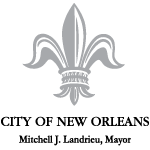 CITY OF NEW ORLEANS
Mitchell J. Landrieu, Mayor